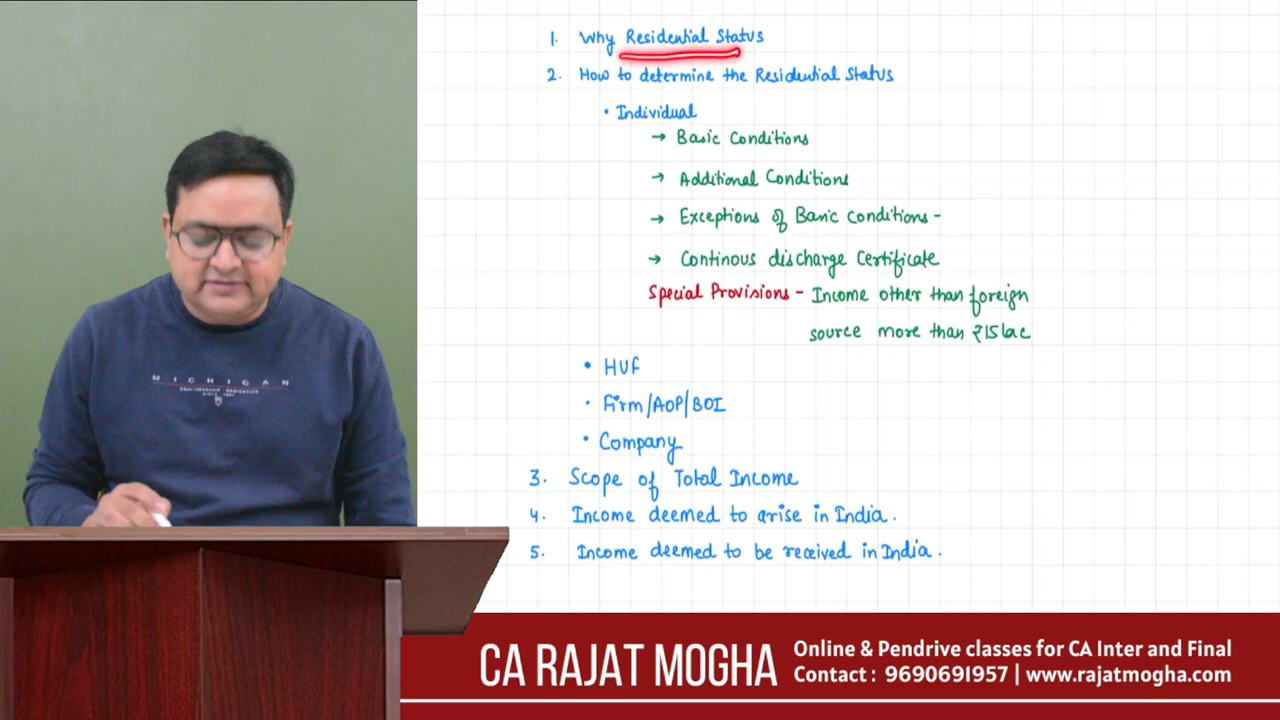 1. Why Residential Status
2. How to determine the Residential Status
• Individual
→ Basic Conditions
→ Additional Conditions
→ Exceptions of Basic Conditions -
→ Continous discharge Certificate
Special Provisions - Income other than foreign
source more than ₹15 lac
• HUF
• Firm/AOP/BOI
• Company
3. Scope of Total Income
4. Income deemed to arise in India.
5. Income deemed to be received in India.
MICHIGAN
CA RAJAT MOGHA
Online & Pendrive classes for CA Inter and Final
Contact : 9690691957 | www.rajatmogha.com